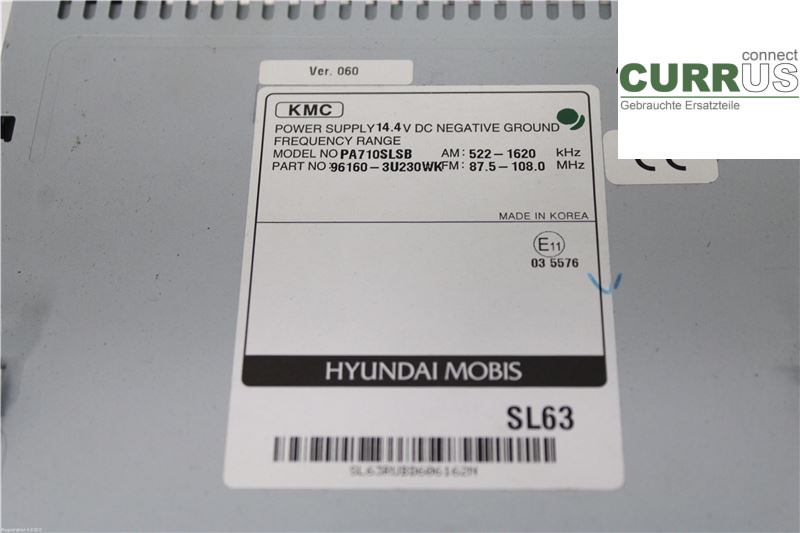 connect
CURRUS
Gebrauchte Ersatzteile
Ver. 060
KMC
POWER SUPPLY 14.4V DC NEGATIVE GROUND
FREQUENCY RANGE
MODEL NO PA710SLSB AM: 522-1620 kHz
PART NO :96160-3U230WK FM: 87.5-108.0 MHz
MADE IN KOREA
E11
03 5576
HYUNDAI MOBIS
SL63